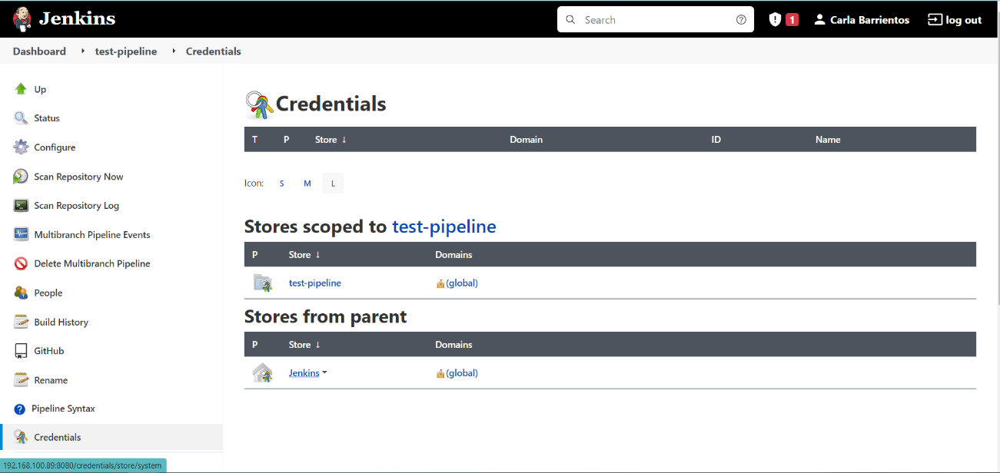 Jenkins
Search
1
Carla Barrientos
log out
Dashboard
test-pipeline
Credentials
Up
Status
Configure
Scan Repository Now
Scan Repository Log
Multibranch Pipeline Events
Delete Multibranch Pipeline
People
Build History
GitHub
Rename
Pipeline Syntax
Credentials
192.168.100.89:8080/credentials/store/system
Credentials
T P Store ↓ Domain ID Name
Icon: S M L
Stores scoped to test-pipeline
P Store ↓ Domains
test-pipeline (global)
Stores from parent
P Store ↓ Domains
Jenkins (global)